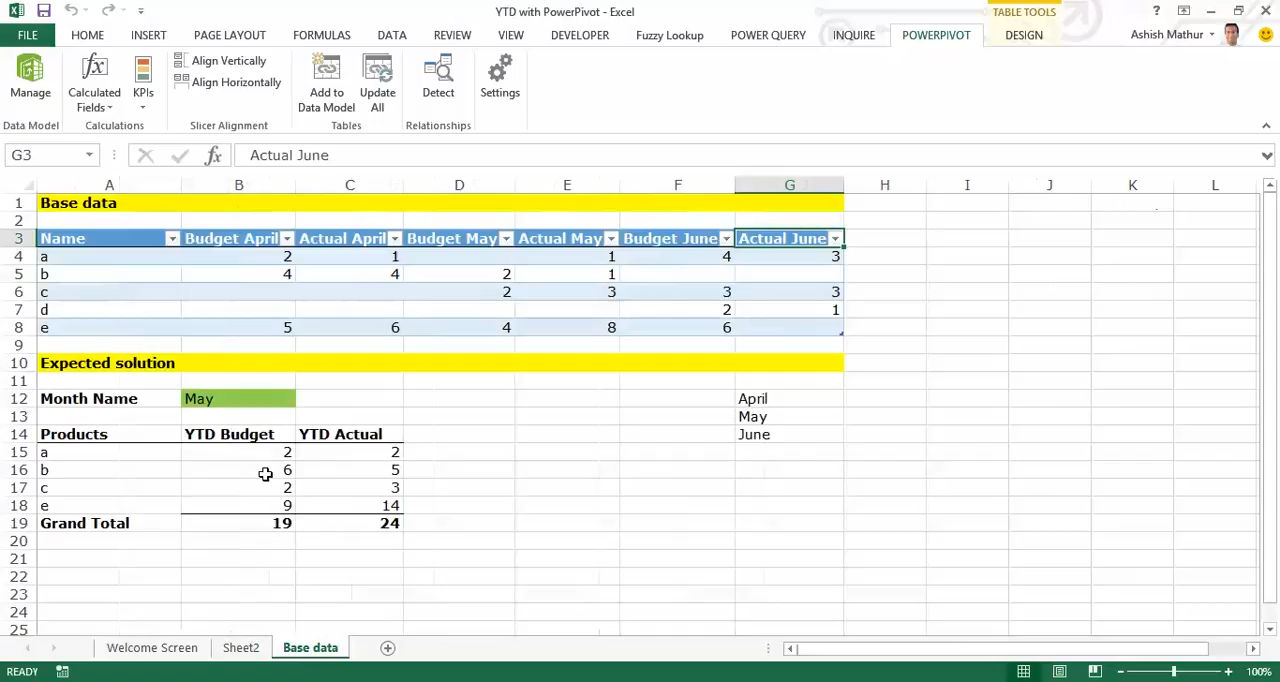 YTD with PowerPivot - Excel
TABLE TOOLS
FILE HOME INSERT PAGE LAYOUT FORMULAS DATA REVIEW VIEW DEVELOPER Fuzzy Lookup POWER QUERY INQUIRE POWERPIVOT DESIGN Ashish Mathur
Manage
Calculated Fields
KPIs
Align Vertically
Align Horizontally
Add to Data Model
Update All
Detect
Settings
Data Model Calculations Slicer Alignment Tables Relationships
G3 fx Actual June
A B C D E F G H I J K L
1 Base data
2
3 Name Budget April Actual April Budget May Actual May Budget June Actual June
4 a 2 1 1 4 3
5 b 4 4 2 1
6 c 2 3 3 3
7 d 2 1
8 e 5 6 4 8 6
9
10 Expected solution
11
12 Month Name May April
13 May
14 Products YTD Budget YTD Actual June
15 a 2 2
16 b 6 5
17 c 2 3
18 e 9 14
19 Grand Total 19 24
20
21
22
23
24
25
Welcome Screen Sheet2 Base data
READY 100%